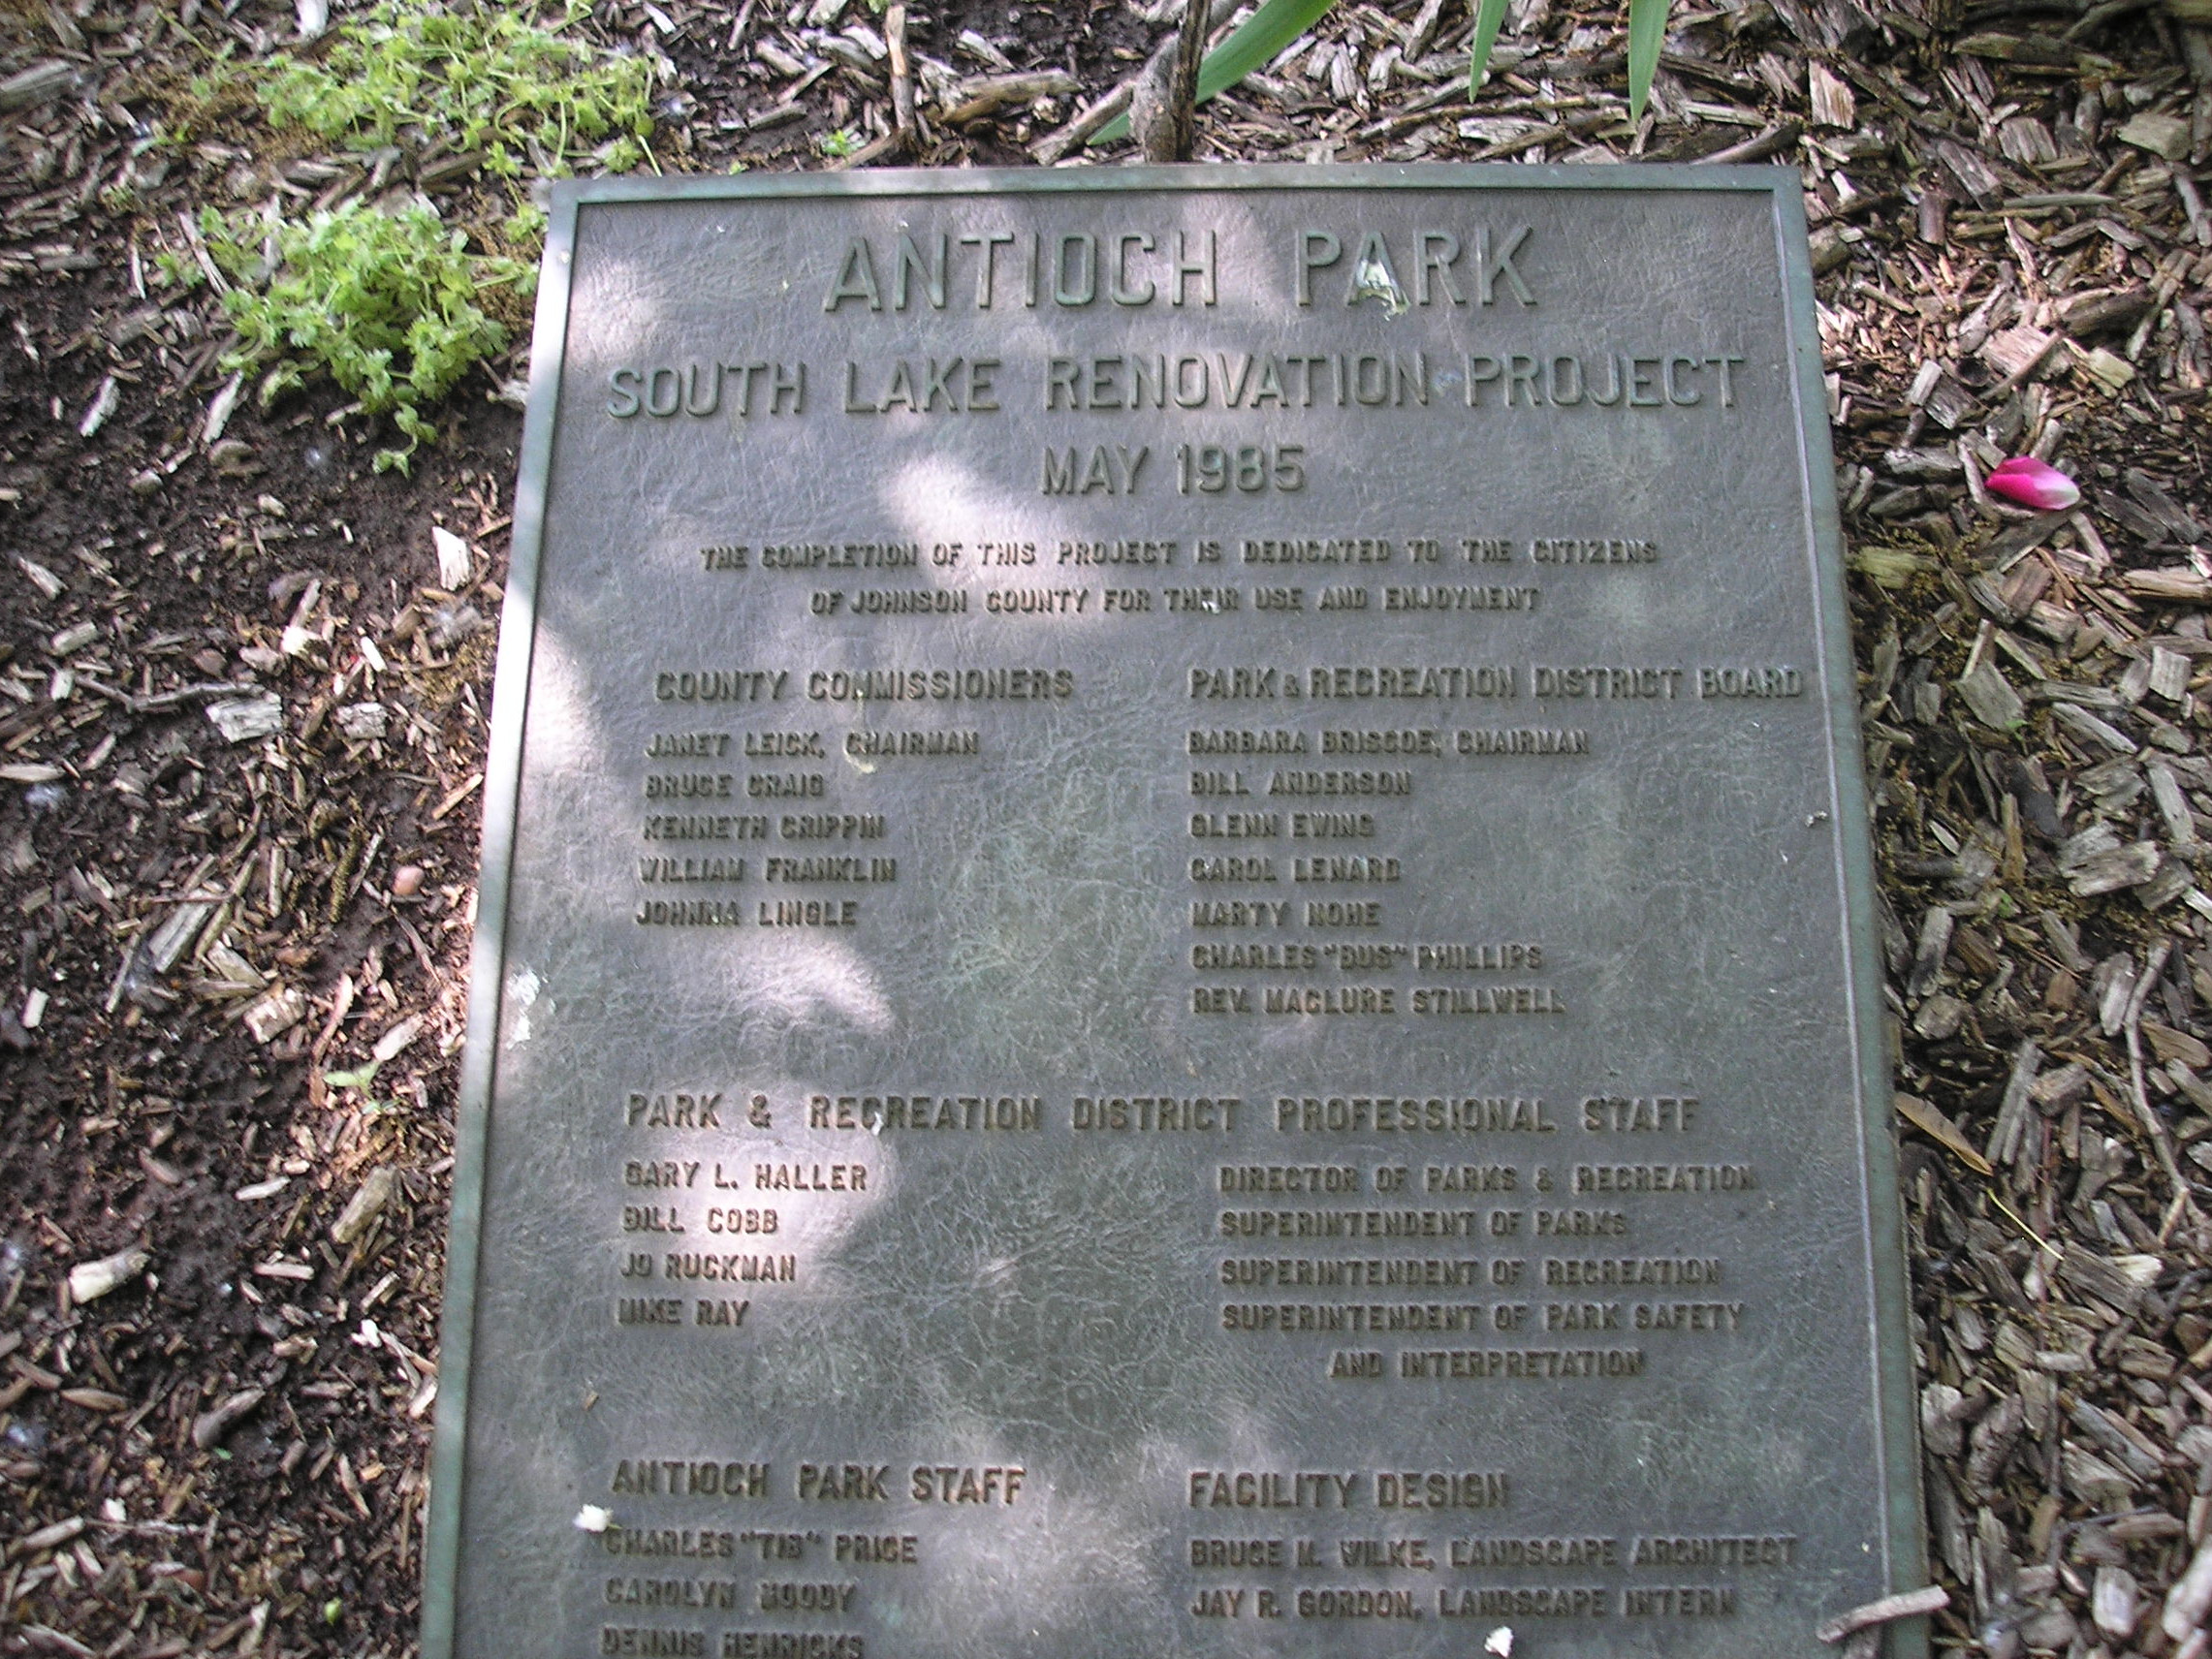 ANTIOCH PARK
SOUTH LAKE RENOVATION PROJECT
MAY 1985
THE COMPLETION OF THIS PROJECT IS DEDICATED TO THE CITIZENS
OF JOHNSON COUNTY FOR THEIR USE AND ENJOYMENT
COUNTY COMMISSIONERS
JANET LEICK, CHAIRMAN
BRUCE CRAIG
KENNETH CRIPPIN
WILLIAM FRANKLIN
JOHNNA LINGLE
PARK & RECREATION DISTRICT BOARD
BARBARA BRISCOE, CHAIRMAN
BILL ANDERSON
GLENN EWING
CAROL LENARD
MARTY NOHE
CHARLES "BUS" PHILLIPS
REV. MACLURE STILLWELL
PARK & RECREATION DISTRICT PROFESSIONAL STAFF
GARY L. HALLER DIRECTOR OF PARKS & RECREATION
BILL COBB SUPERINTENDENT OF PARKS
JO RUCKMAN SUPERINTENDENT OF RECREATION
MIKE RAY SUPERINTENDENT OF PARK SAFETY
AND INTERPRETATION
ANTIOCH PARK STAFF
CHARLES "TIB" PRICE
CAROLYN MOODY
DENNIS HENRICKS
FACILITY DESIGN
BRUCE M. WILKE, LANDSCAPE ARCHITECT
JAY R. GORDON, LANDSCAPE INTERN